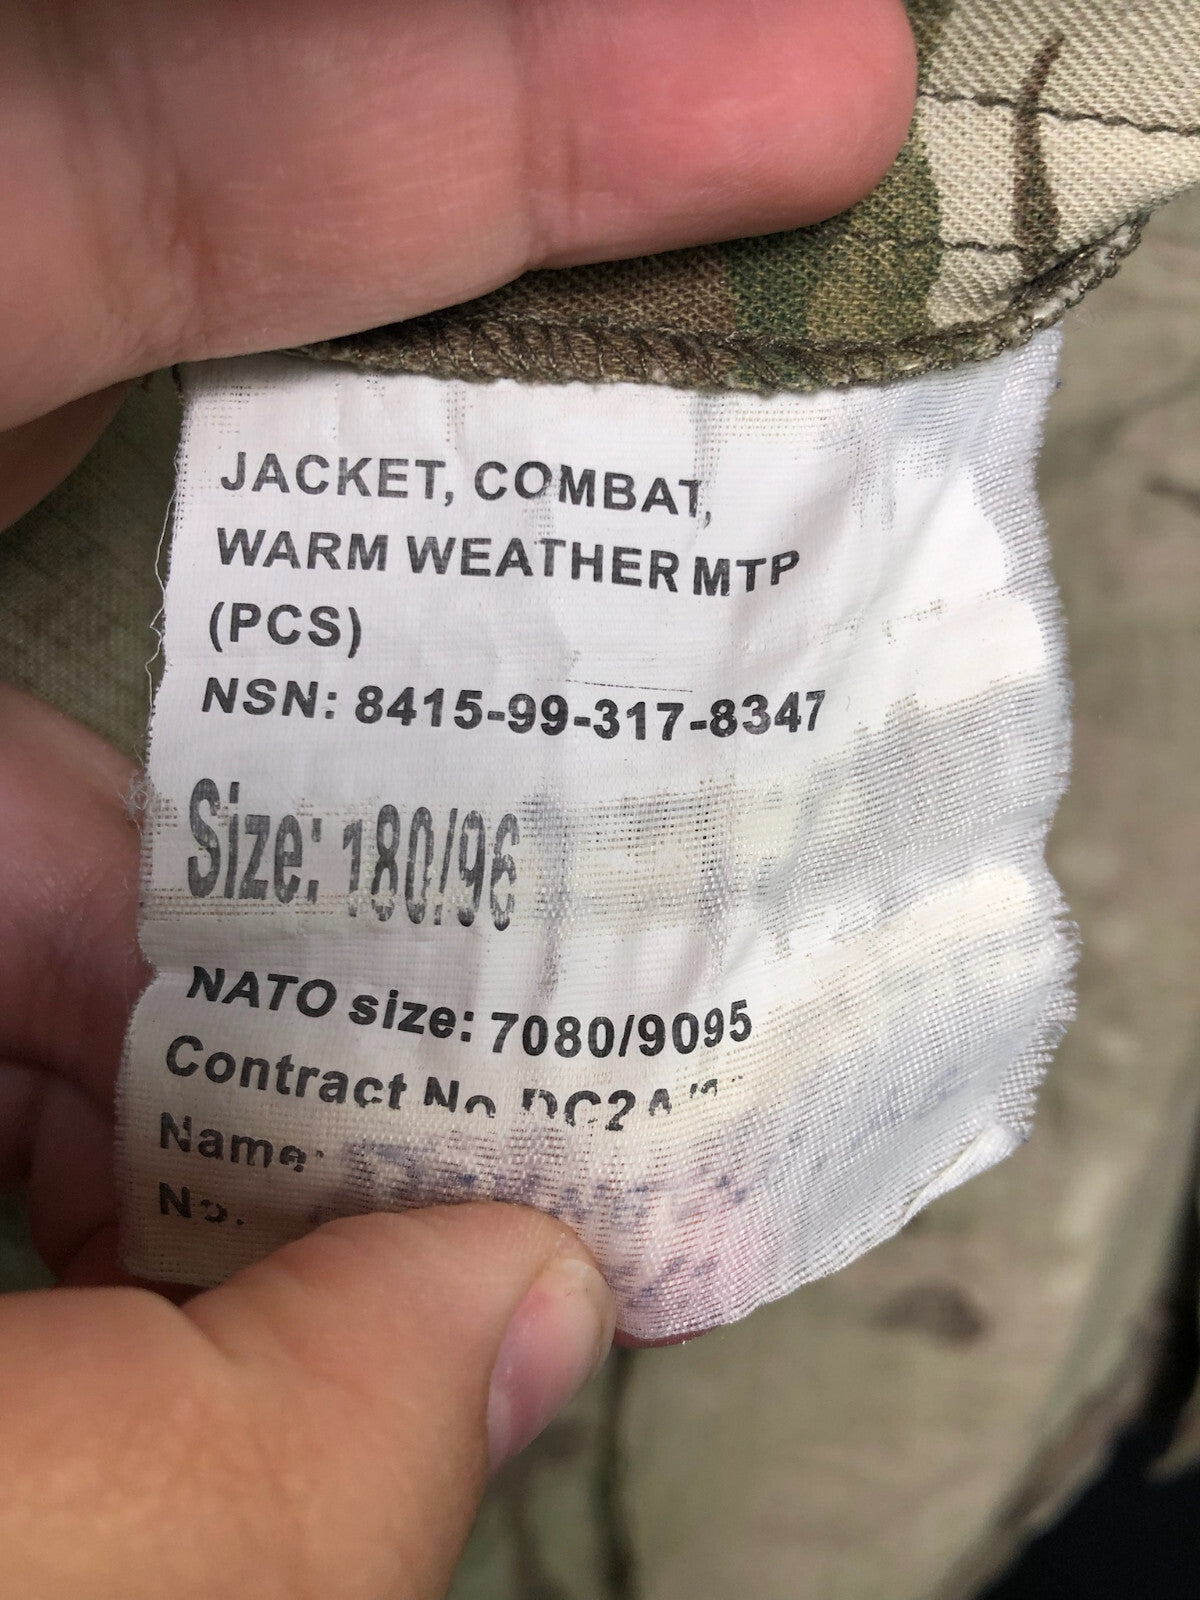 JACKET, COMBAT,
WARM WEATHER MTP
(PCS)
NSN: 8415-99-317-8347
Size: 180/96
NATO size: 7080/9095
Contract No
Name:
No.